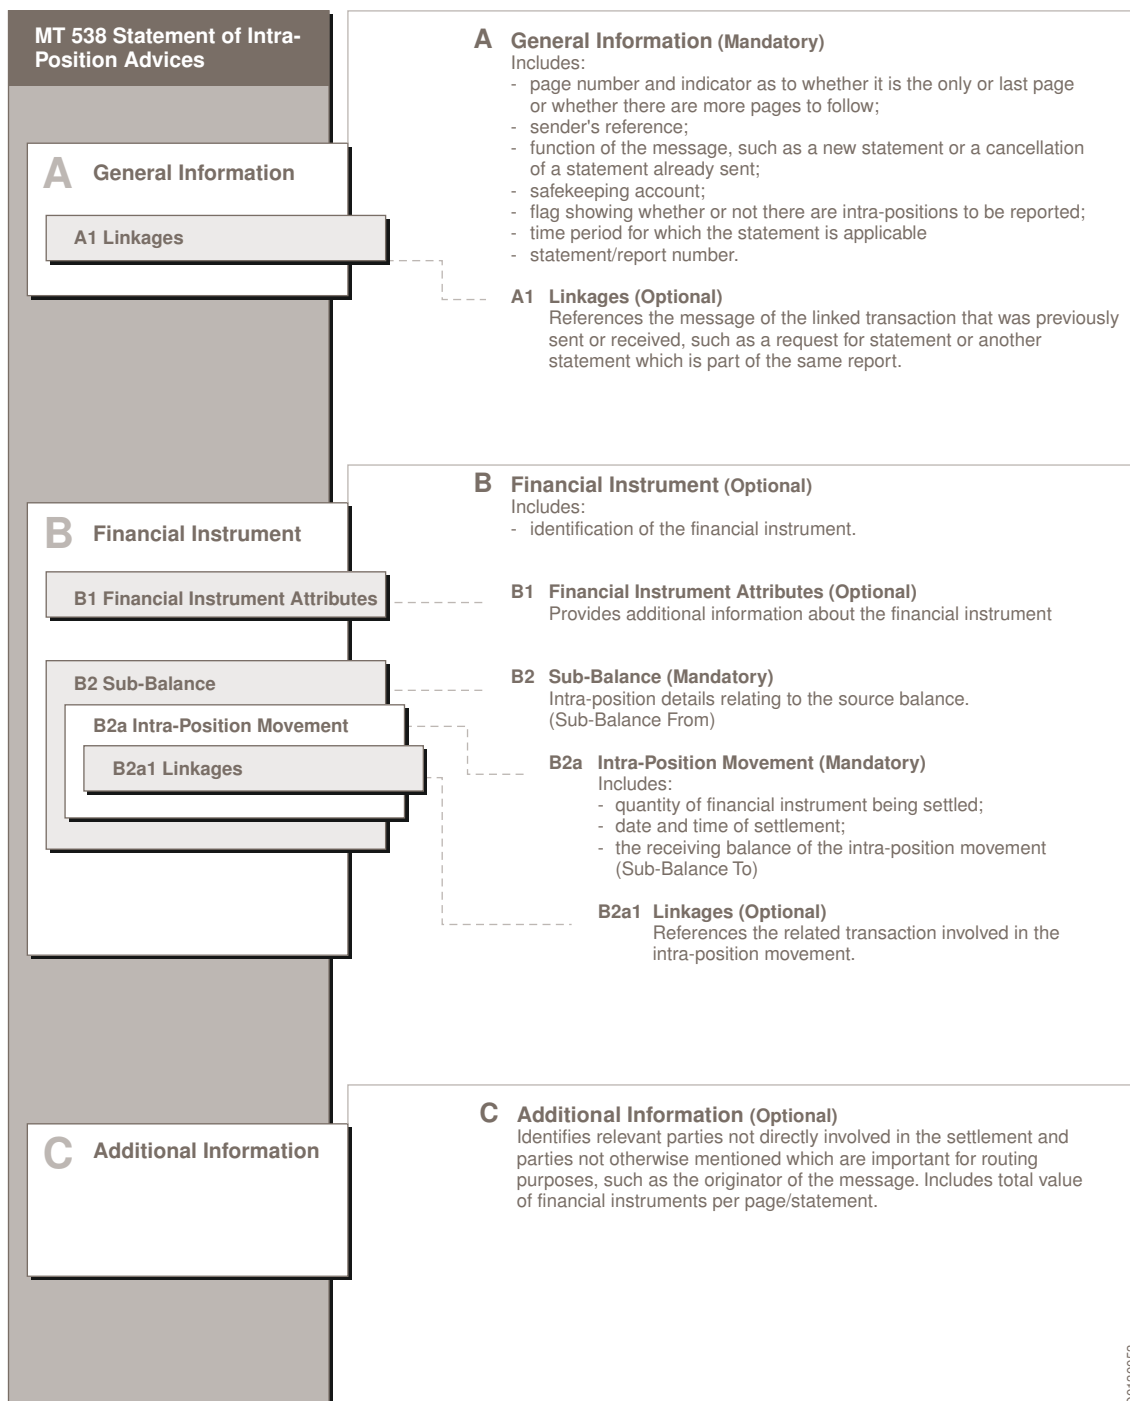 MT 538 Statement of Intra-
Position Advices
A General Information
A1 Linkages
A General Information (Mandatory)
Includes:
- page number and indicator as to whether it is the only or last page
or whether there are more pages to follow;
- sender's reference;
- function of the message, such as a new statement or a cancellation
of a statement already sent;
- safekeeping account;
- flag showing whether or not there are intra-positions to be reported;
- time period for which the statement is applicable
- statement/report number.
A1 Linkages (Optional)
References the message of the linked transaction that was previously
sent or received, such as a request for statement or another
statement which is part of the same report.
B Financial Instrument
B1 Financial Instrument Attributes
B2 Sub-Balance
B2a Intra-Position Movement
B2a1 Linkages
B Financial Instrument (Optional)
Includes:
- identification of the financial instrument.
B1 Financial Instrument Attributes (Optional)
Provides additional information about the financial instrument
B2 Sub-Balance (Mandatory)
Intra-position details relating to the source balance.
(Sub-Balance From)
B2a Intra-Position Movement (Mandatory)
Includes:
- quantity of financial instrument being settled;
- date and time of settlement;
- the receiving balance of the intra-position movement
(Sub-Balance To)
B2a1 Linkages (Optional)
References the related transaction involved in the
intra-position movement.
C Additional Information
C Additional Information (Optional)
Identifies relevant parties not directly involved in the settlement and
parties not otherwise mentioned which are important for routing
purposes, such as the originator of the message. Includes total value
of financial instruments per page/statement.